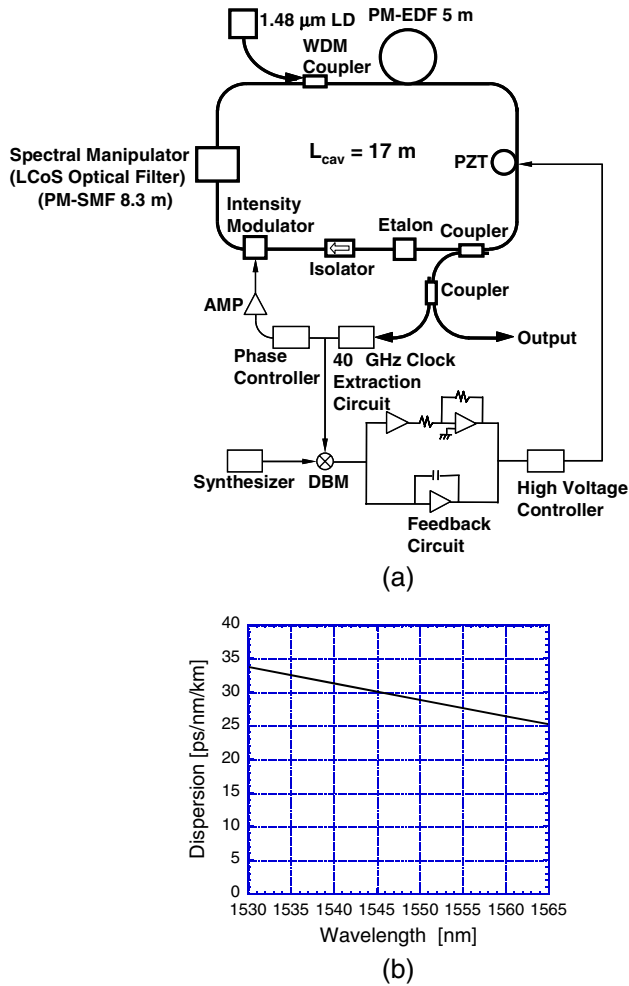 1.48 μm LD
PM-EDF 5 m
WDM
Coupler
L_cav = 17 m
Spectral Manipulator
(LCoS Optical Filter)
(PM-SMF 8.3 m)
PZT
Intensity
Modulator
Etalon
Coupler
Isolator
Coupler
AMP
Output
Phase
Controller
40 GHz Clock
Extraction
Circuit
Synthesizer
DBM
Feedback
Circuit
High Voltage
Controller
(a)
40
35
30
25
20
15
10
5
0
Dispersion [ps/nm/km]
1530 1535 1540 1545 1550 1555 1560 1565
Wavelength [nm]
(b)